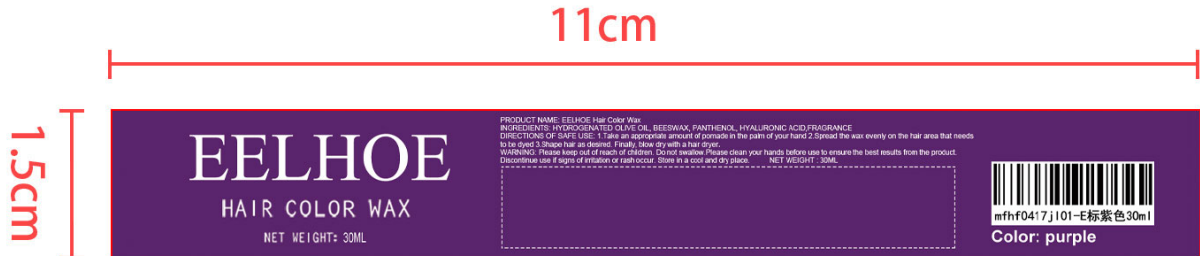 11cm
1.5cm
EELHOE
HAIR COLOR WAX
NET WEIGHT: 30ML
PRODUCT NAME: EELHOE Hair Color Wax
INGREDIENTS: HYDROGENATED OLIVE OIL, BEESWAX, PANTHENOL, HYALURONIC ACID,FRAGRANCE
DIRECTIONS OF SAFE USE: 1.Take an appropriate amount of pomade in the palm of your hand 2.Spread the wax evenly on the hair area that needs
to be dyed 3.Shape hair as desired. Finally, blow dry with a hair dryer.
WARNING: Please keep out of reach of children. Do not swallow.Please clean your hands before use to ensure the best results from the product.
Discontinue use if signs of irritation or rash occur. Store in a cool and dry place. NET WEIGHT : 30ML
mfhf0417jl01-E标紫色30ml
Color: purple